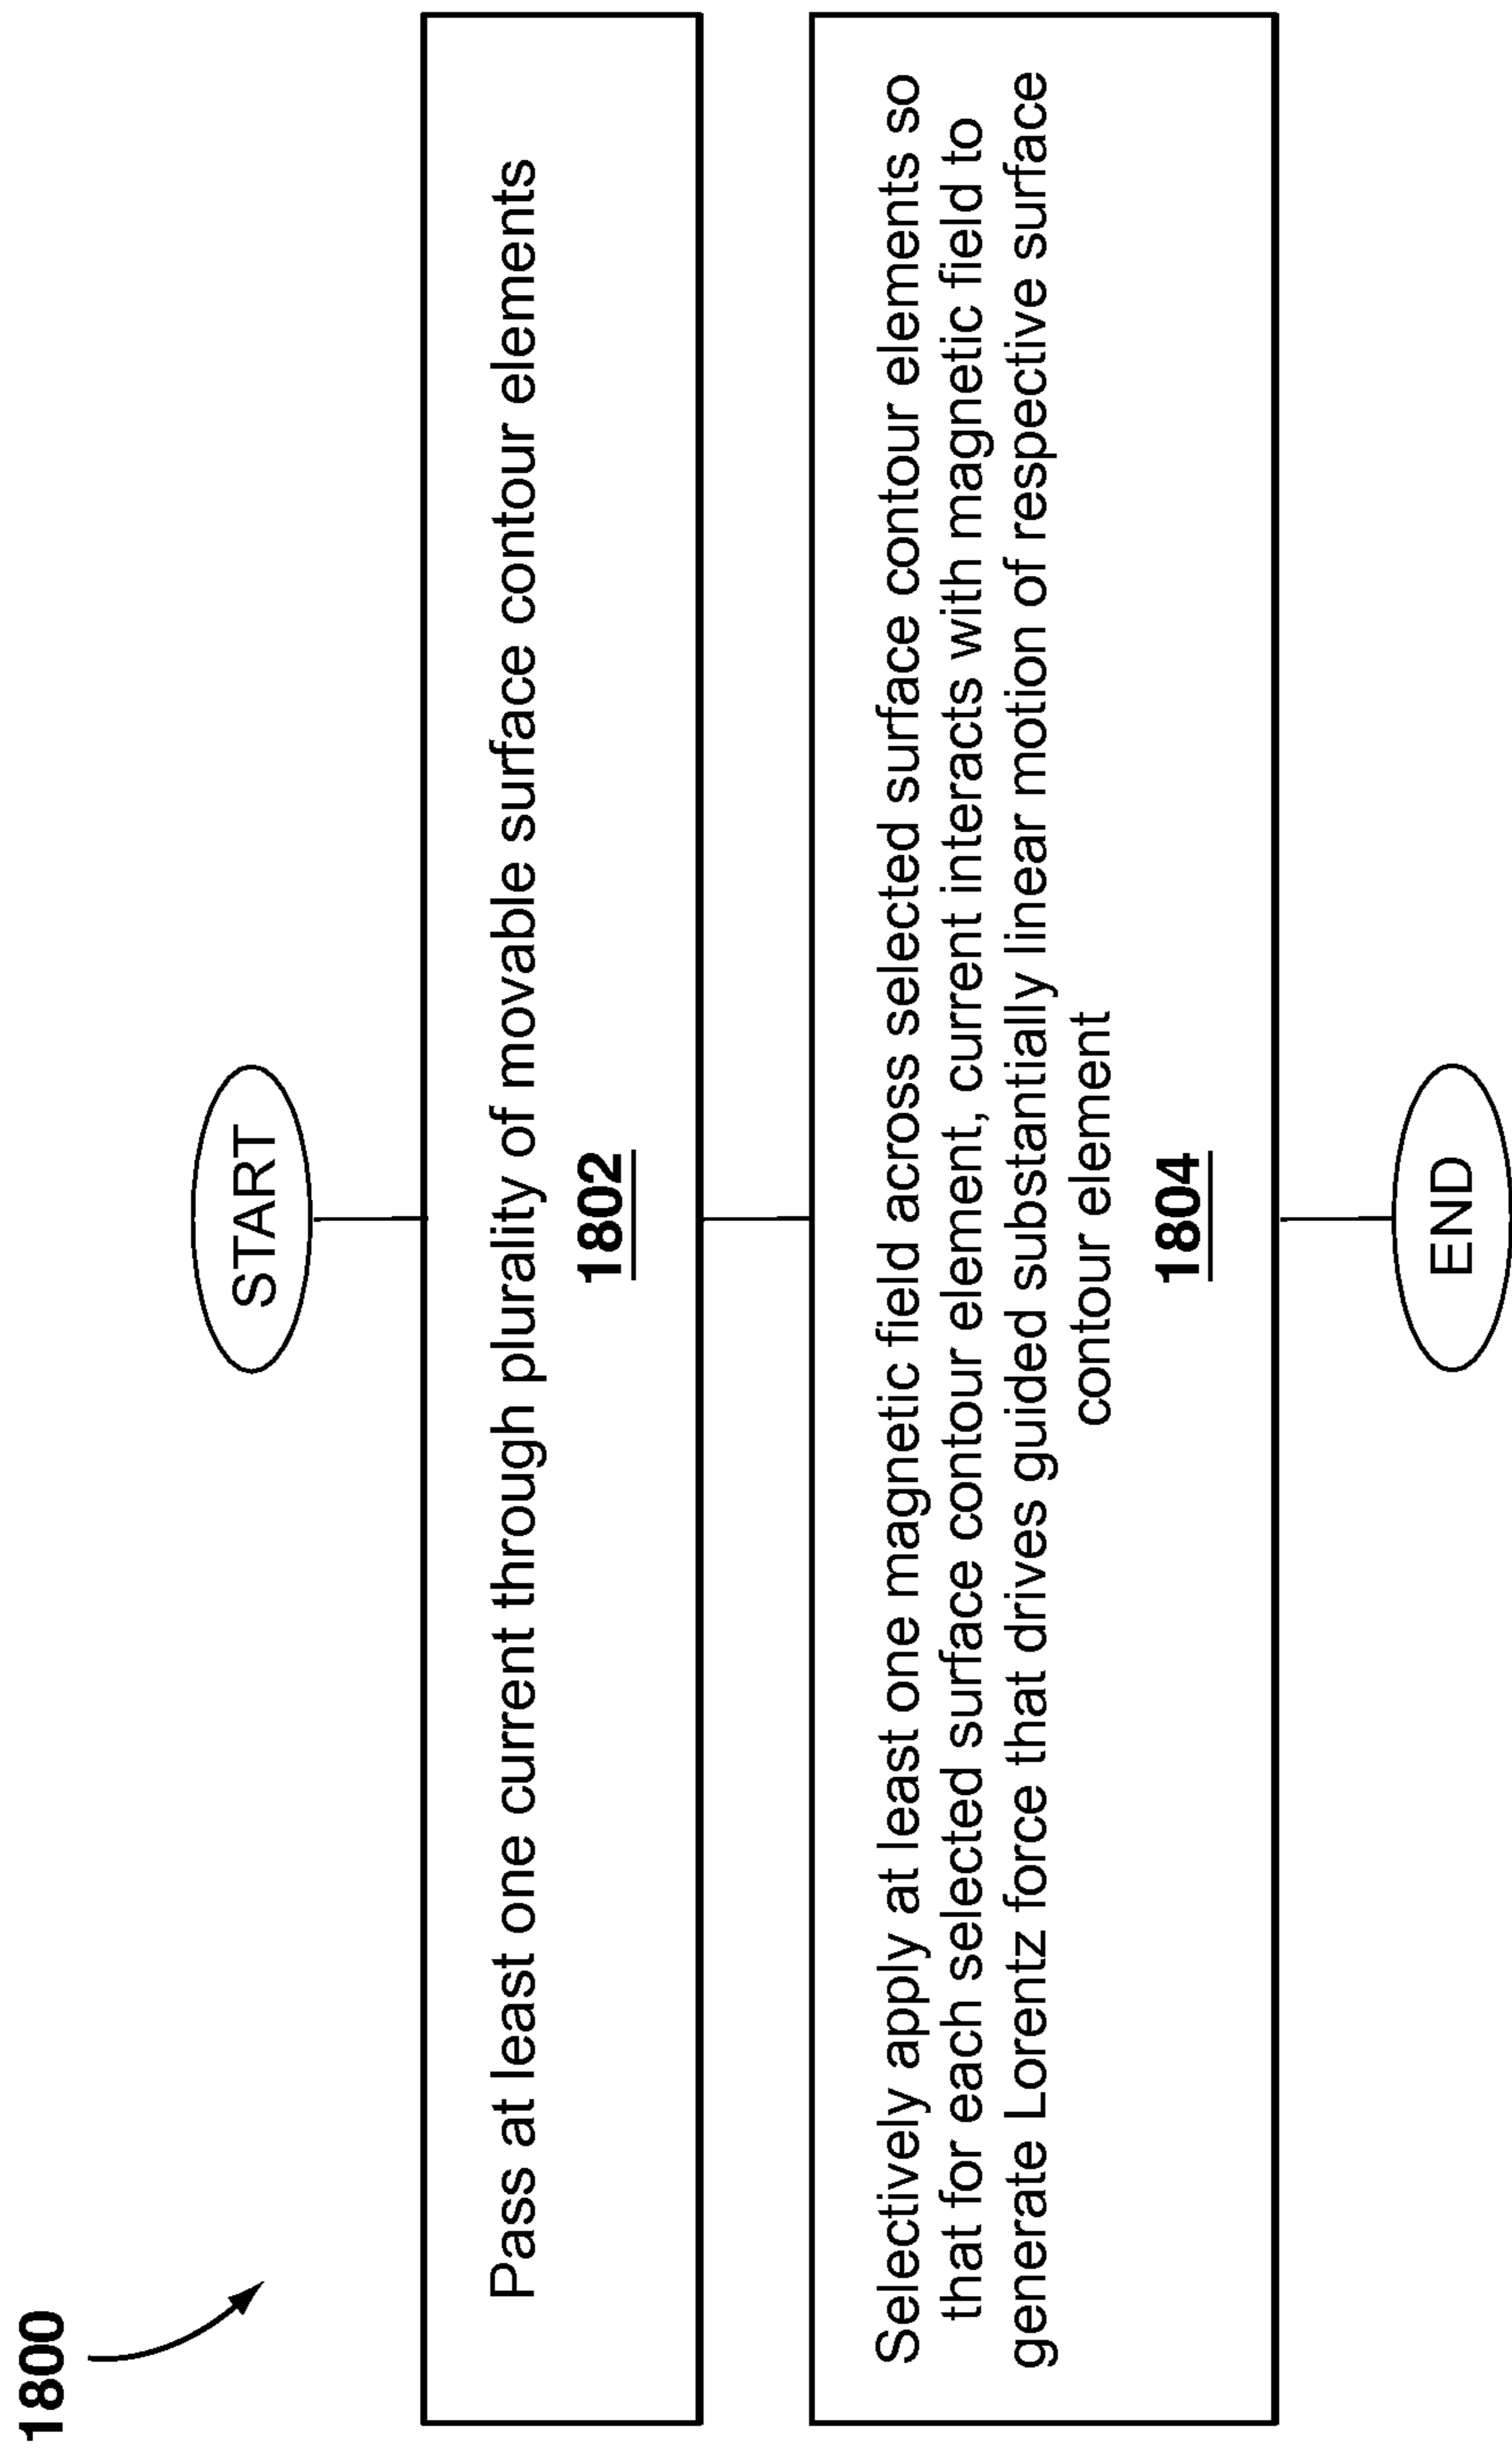 1800
START
Pass at least one current through plurality of movable surface contour elements
1802
Selectively apply at least one magnetic field across selected surface contour elements so
that for each selected surface contour element, current interacts with magnetic field to
generate Lorentz force that drives guided substantially linear motion of respective surface
contour element
1804
END